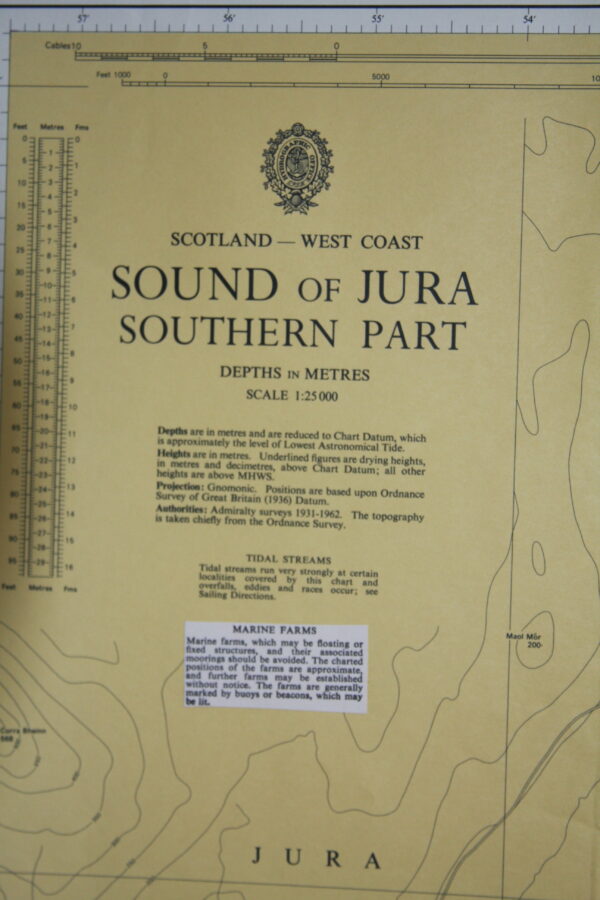 57' 56' 55' 54'
Cables 10 5 0
Feet 1000 0 5000
Feet Metres Fms
HYDROGRAPHIC OFFICE
SCOTLAND — WEST COAST
SOUND OF JURA
SOUTHERN PART
DEPTHS IN METRES
SCALE 1:25 000
Depths are in metres and are reduced to Chart Datum, which
is approximately the level of Lowest Astronomical Tide.
Heights are in metres. Underlined figures are drying heights,
in metres and decimetres, above Chart Datum; all other
heights are above MHWS.
Projection: Gnomonic. Positions are based upon Ordnance
Survey of Great Britain (1936) Datum.
Authorities: Admiralty surveys 1931-1962. The topography
is taken chiefly from the Ordnance Survey.
TIDAL STREAMS
Tidal streams run very strongly at certain
localities covered by this chart and
overfalls, eddies and races occur; see
Sailing Directions.
Feet Metres Fms
MARINE FARMS
Marine farms, which may be floating or
fixed structures, and their associated
moorings should be avoided. The charted
positions of the farms are approximate,
and further farms may be established
without notice. The farms are generally
marked by buoys or beacons, which may
be lit.
Maol Mòr
200
Corra Bheinn
JURA